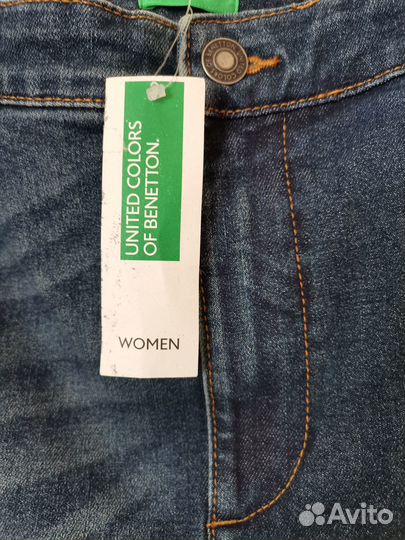 UNITED COLORS
OF BENETTON.
WOMEN
Avito